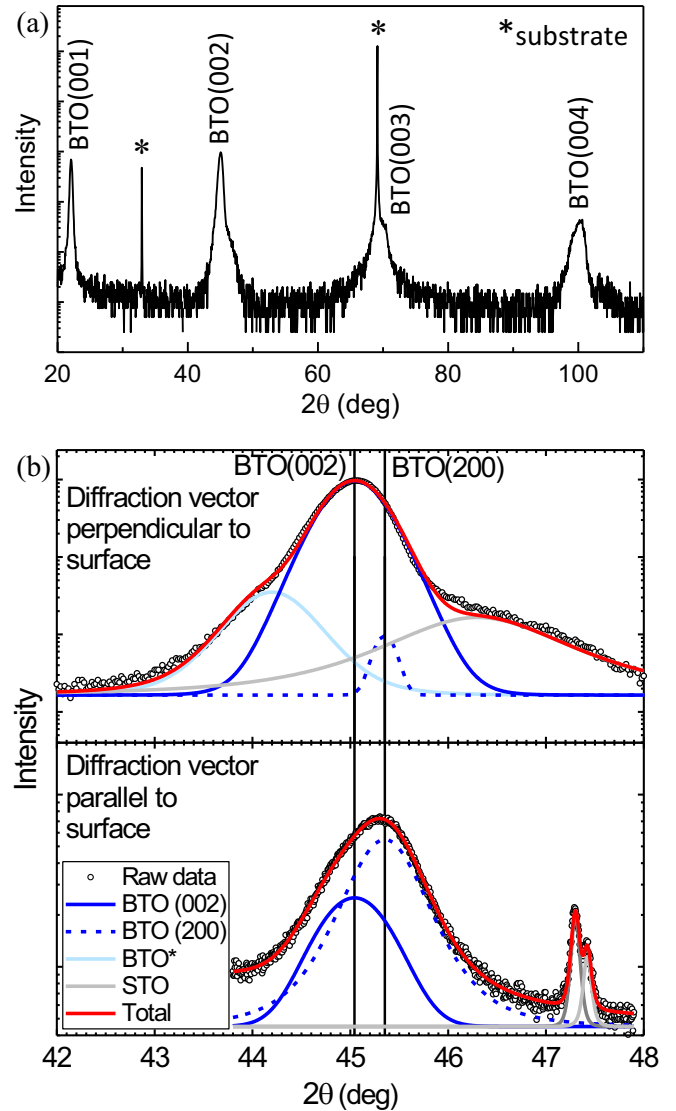 (a)
*
*substrate
BTO(001)
*
BTO(002)
BTO(003)
BTO(004)
Intensity
20 40 60 80 100
2θ (deg)
(b)
BTO(002) BTO(200)
Diffraction vector
perpendicular to
surface
Intensity
Diffraction vector
parallel to
surface
Raw data
BTO (002)
BTO (200)
BTO*
STO
Total
42 43 44 45 46 47 48
2θ (deg)